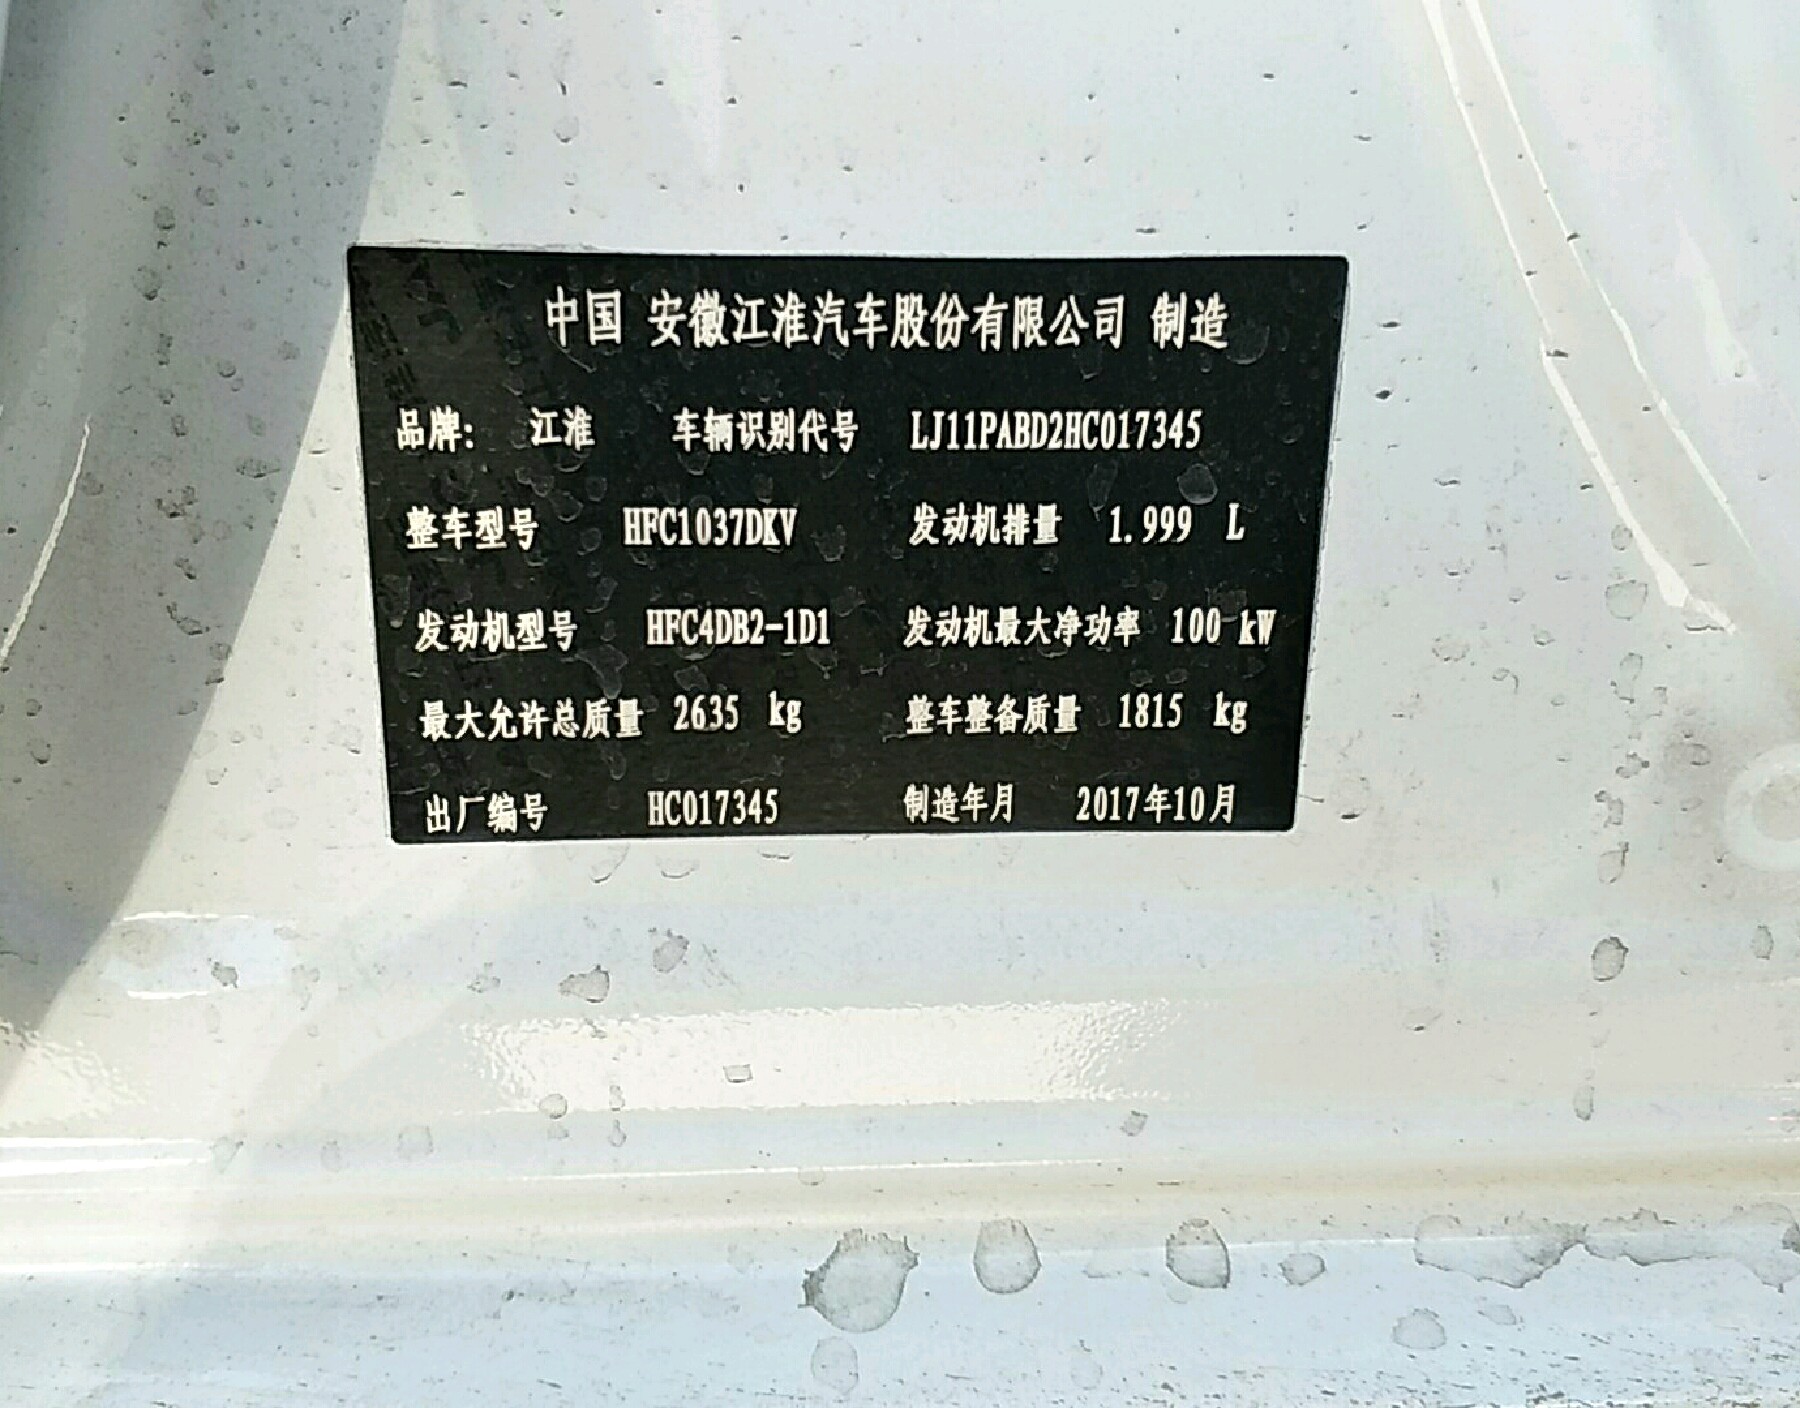 中国 安徽江淮汽车股份有限公司 制造
品牌: 江淮 车辆识别代号 LJ11PABD2HC017345
整车型号 HFC1037DKV 发动机排量 1.999 L
发动机型号 HFC4DB2-1D1 发动机最大净功率 100 kW
最大允许总质量 2635 kg 整车整备质量 1815 kg
出厂编号 HC017345 制造年月 2017年10月